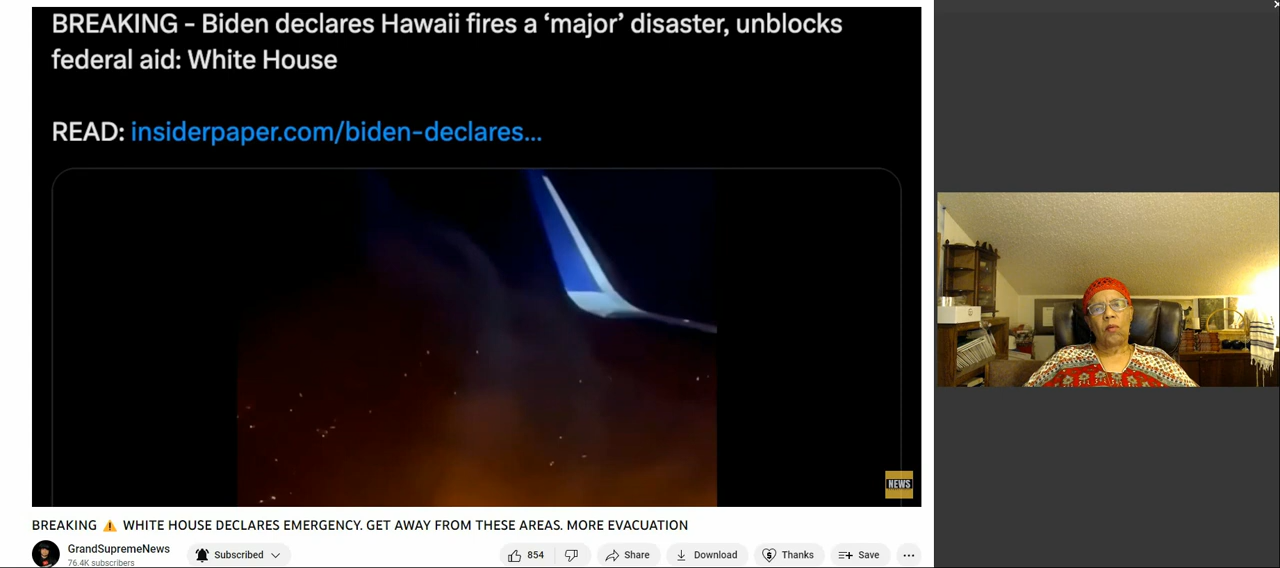 BREAKING - Biden declares Hawaii fires a ‘major’ disaster, unblocks
federal aid: White House
READ: insiderpaper.com/biden-declares...
NEWS
BREAKING ⚠️ WHITE HOUSE DECLARES EMERGENCY. GET AWAY FROM THESE AREAS. MORE EVACUATION
GrandSupremeNews
76.4K subscribers
Subscribed
854
Share
Download
Thanks
Save